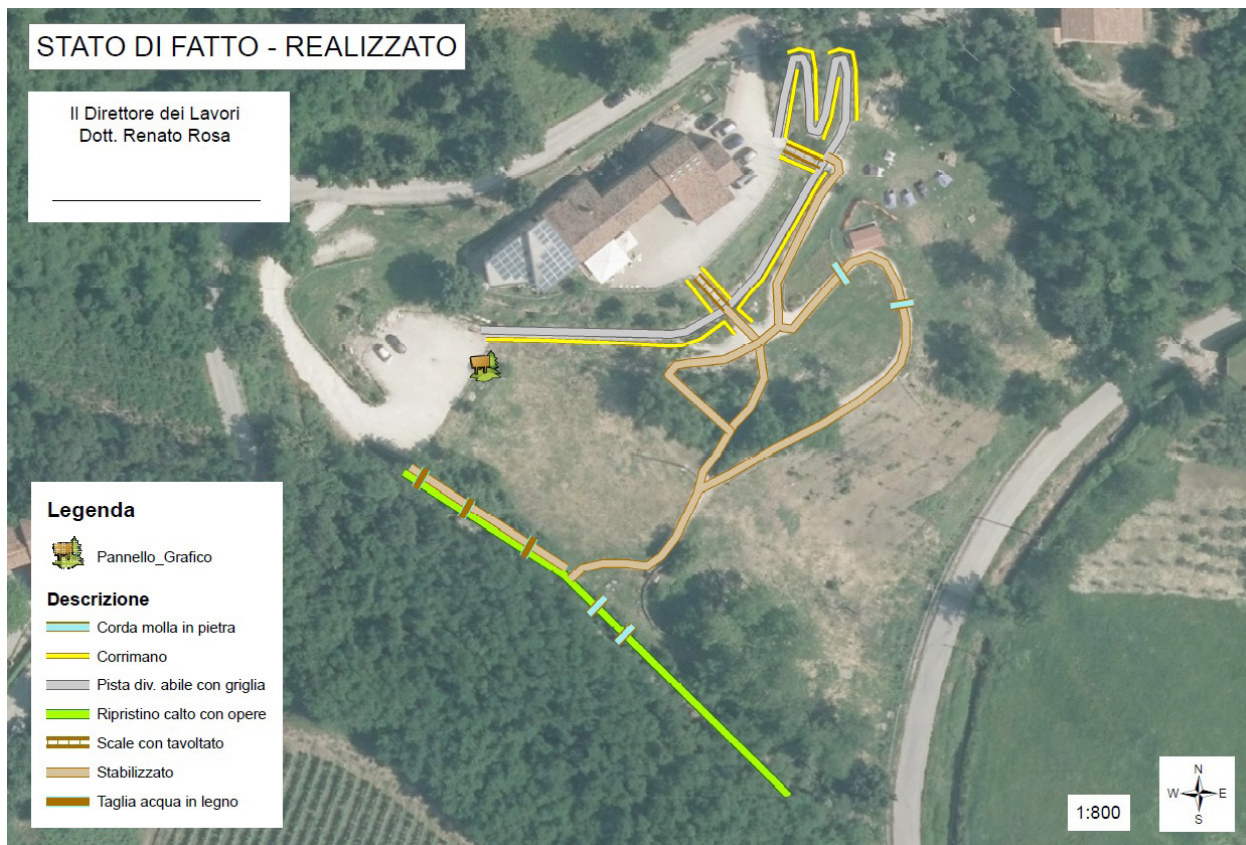 STATO DI FATTO - REALIZZATO
Il Direttore dei Lavori
Dott. Renato Rosa
Legenda
Pannello_Grafico
Descrizione
Corda molla in pietra
Corrimano
Pista div. abile con griglia
Ripristino calto con opere
Scale con tavoltato
Stabilizzato
Taglia acqua in legno
1:800
N
W E
S